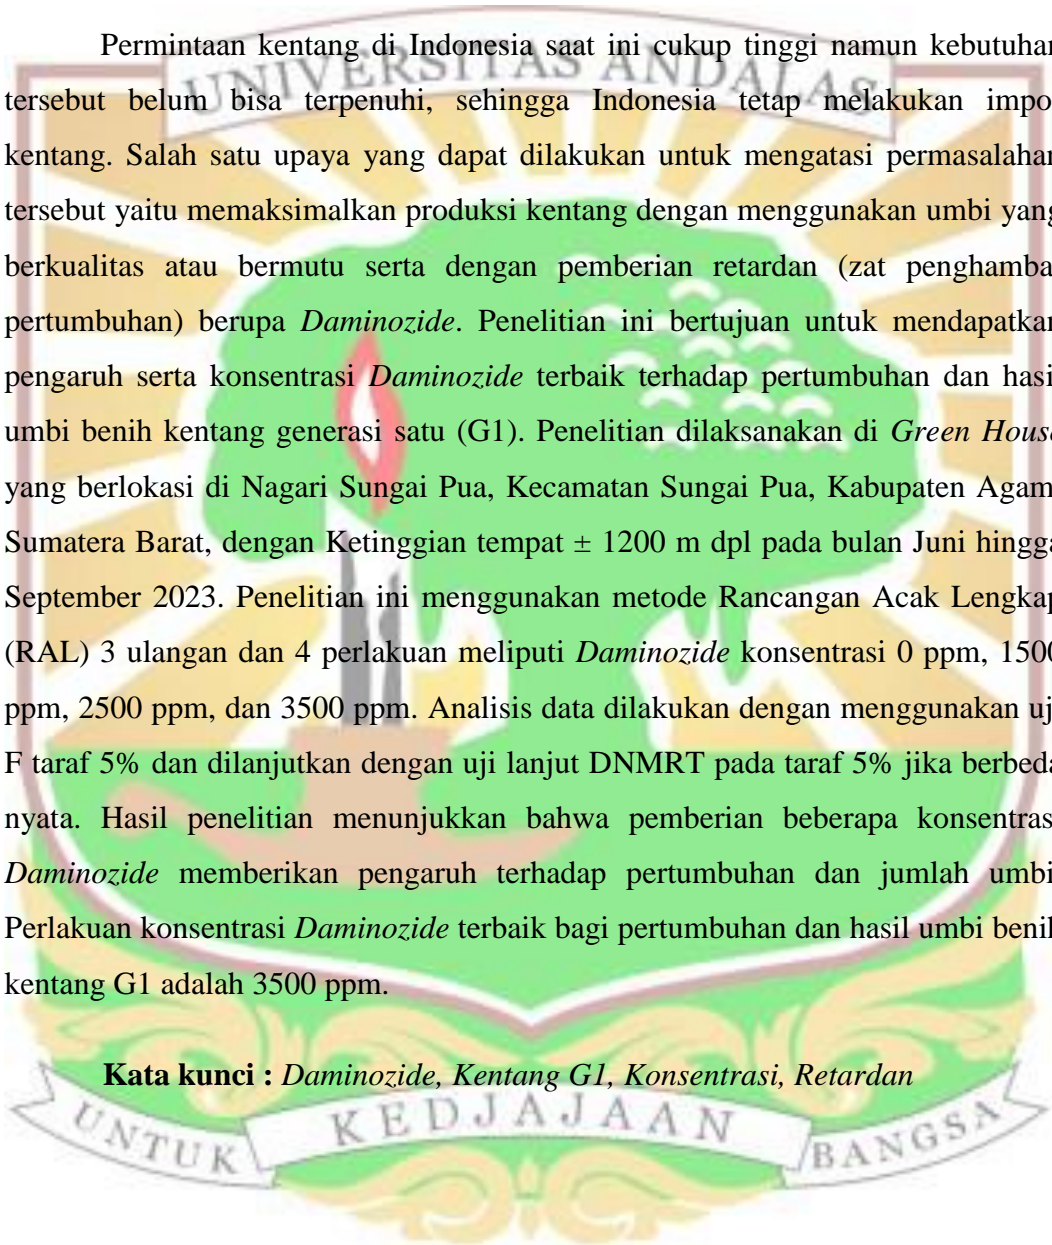 Permintaan kentang di Indonesia saat ini cukup tinggi namun kebutuhan
UNIVERSITAS ANDALAS
tersebut belum bisa terpenuhi, sehingga Indonesia tetap melakukan impo
kentang. Salah satu upaya yang dapat dilakukan untuk mengatasi permasalahan
tersebut yaitu memaksimalkan produksi kentang dengan menggunakan umbi yang
berkualitas atau bermutu serta dengan pemberian retardan (zat penghamba
pertumbuhan) berupa Daminozide. Penelitian ini bertujuan untuk mendapatkan
pengaruh serta konsentrasi Daminozide terbaik terhadap pertumbuhan dan hasi
umbi benih kentang generasi satu (G1). Penelitian dilaksanakan di Green House
yang berlokasi di Nagari Sungai Pua, Kecamatan Sungai Pua, Kabupaten Agam
Sumatera Barat, dengan Ketinggian tempat ± 1200 m dpl pada bulan Juni hingga
September 2023. Penelitian ini menggunakan metode Rancangan Acak Lengkap
(RAL) 3 ulangan dan 4 perlakuan meliputi Daminozide konsentrasi 0 ppm, 1500
ppm, 2500 ppm, dan 3500 ppm. Analisis data dilakukan dengan menggunakan uj
F taraf 5% dan dilanjutkan dengan uji lanjut DNMRT pada taraf 5% jika berbeda
nyata. Hasil penelitian menunjukkan bahwa pemberian beberapa konsentras
Daminozide memberikan pengaruh terhadap pertumbuhan dan jumlah umbi
Perlakuan konsentrasi Daminozide terbaik bagi pertumbuhan dan hasil umbi benih
kentang G1 adalah 3500 ppm.
Kata kunci : Daminozide, Kentang G1, Konsentrasi, Retardan
UNTUK KEDJAJAAN BANGSA